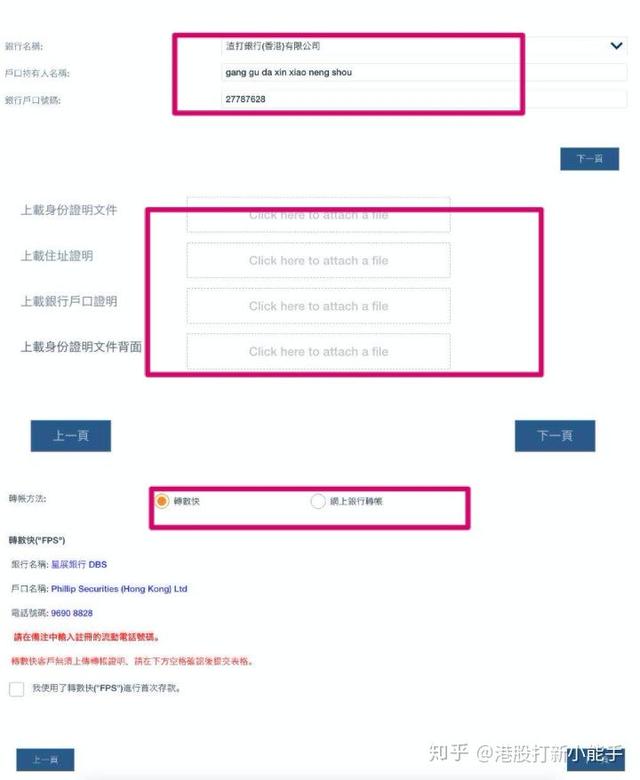 銀行名稱: 渣打銀行(香港)有限公司
戶口持有人名稱: gang gu da xin xiao neng shou
銀行戶口號碼: 27787628
下一頁
上載身份證明文件 Click here to attach a file
上載住址證明 Click here to attach a file
上載銀行戶口證明 Click here to attach a file
上載身份證明文件背面 Click here to attach a file
上一頁 下一頁
轉帳方法: 轉數快 網上銀行轉帳
轉數快("FPS")
銀行名稱: 星展銀行 DBS
戶口名稱: Phillip Securities (Hong Kong) Ltd
電話號碼: 9690 8828
請在備注中輸入註冊的流動電話號碼。
轉數快客戶無須上傳轉帳證明、請在下方空格確認後提交表格。
我使用了轉數快("FPS")進行首次存款。
上一頁
知乎 @港股打新小能手